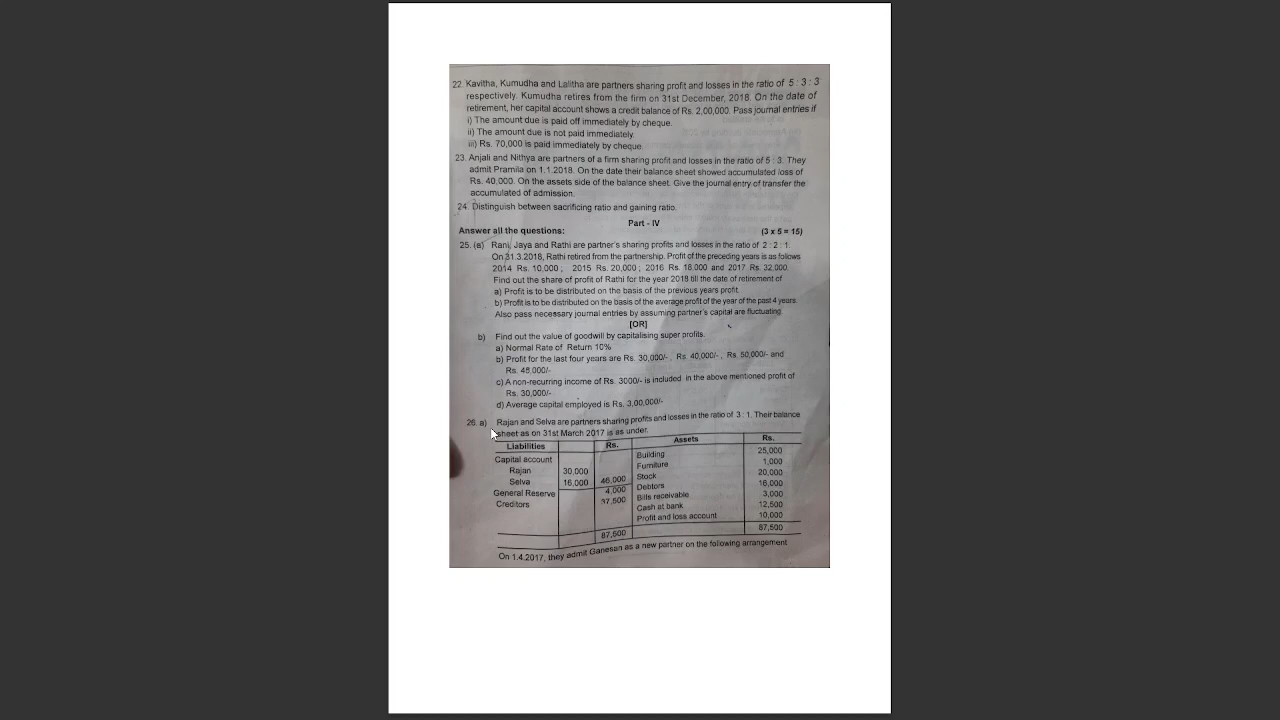 22. Kavitha, Kumudha and Lalitha are partners sharing profit and losses in the ratio of 5 : 3 : 3
respectively. Kumudha retires from the firm on 31st December, 2018. On the date of
retirement, her capital account shows a credit balance of Rs. 2,00,000. Pass journal entries if
i) The amount due is paid off immediately by cheque.
ii) The amount due is not paid immediately.
iii) Rs. 70,000 is paid immediately by cheque
23. Anjali and Nithya are partners of a firm sharing profit and losses in the ratio of 5 : 3. They
admit Pramila on 1.1.2018. On the date their balance sheet showed accumulated loss of
Rs. 40,000. On the assets side of the balance sheet. Give the journal entry of transfer the
accumulated of admission.
24. Distinguish between sacrificing ratio and gaining ratio.
Part - IV
Answer all the questions: (3 x 5 = 15)
25. (a) Rani, Jaya and Rathi are partner's sharing profits and losses in the ratio of 2 : 2 : 1.
On 31.3.2018, Rathi retired from the partnership. Profit of the preceding years is as follows
2014 Rs. 10,000 ; 2015 Rs. 20,000 ; 2016 Rs. 18.000 and 2017 Rs. 32,000.
Find out the share of profit of Rathi for the year 2018 till the date of retirement of
a) Profit is to be distributed on the basis of the previous years profit.
b) Profit is to be distributed on the basis of the average profit of the year of the past 4 years.
Also pass necessary journal entries by assuming partner's capital are fluctuating.
[OR]
b) Find out the value of goodwill by capitalising super profits.
a) Normal Rate of Return 10%
b) Profit for the last four years are Rs. 30,000/- , Rs. 40,000/- , Rs. 50,000/- and
Rs. 45,000/-
c) A non-recurring income of Rs. 3000/- is included in the above mentioned profit of
Rs. 30,000/-
d) Average capital employed is Rs. 3,00,000/-
26. a) Rajan and Selva are partners sharing profits and losses in the ratio of 3 : 1. Their balance
sheet as on 31st March 2017 is as under.
Liabilities Rs. Assets Rs.
Capital account Building 25,000
Rajan 30,000 Furniture 1,000
Selva 16,000 46,000 Stock 20,000
General Reserve 4,000 Debtors 16,000
Creditors 37,500 Bills receivable 3,000
Cash at bank 12,500
Profit and loss account 10,000
87,500 87,500
On 1.4.2017, they admit Ganesan as a new partner on the following arrangement